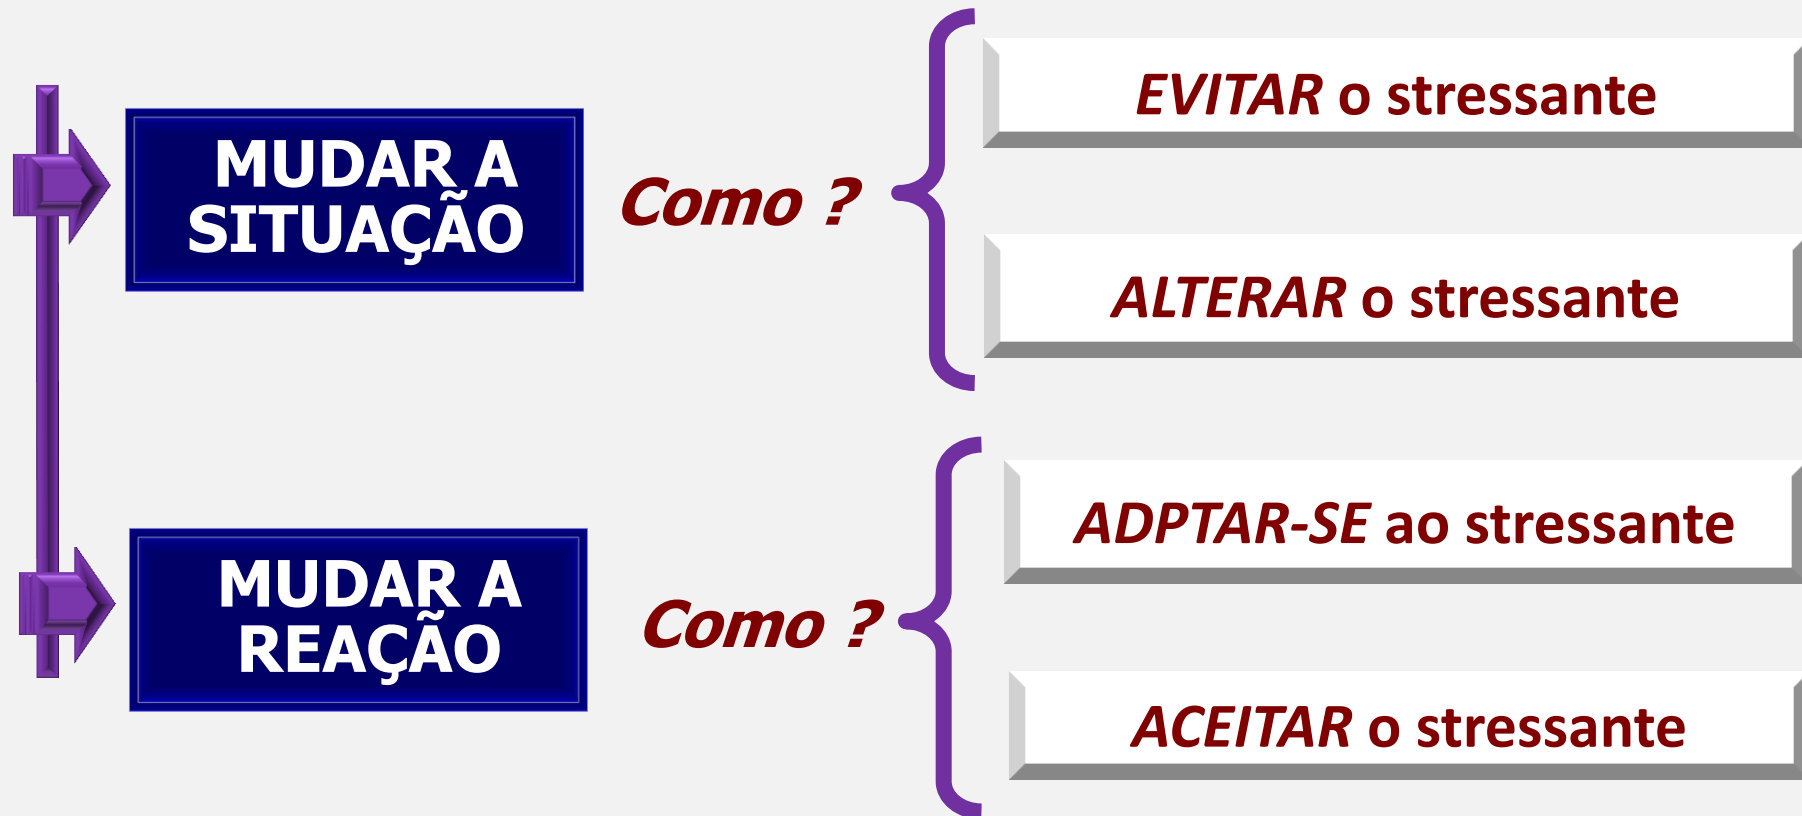 MUDAR A
SITUAÇÃO
Como ?
EVITAR o stressante
ALTERAR o stressante
MUDAR A
REAÇÃO
Como ?
ADPTAR-SE ao stressante
ACEITAR o stressante